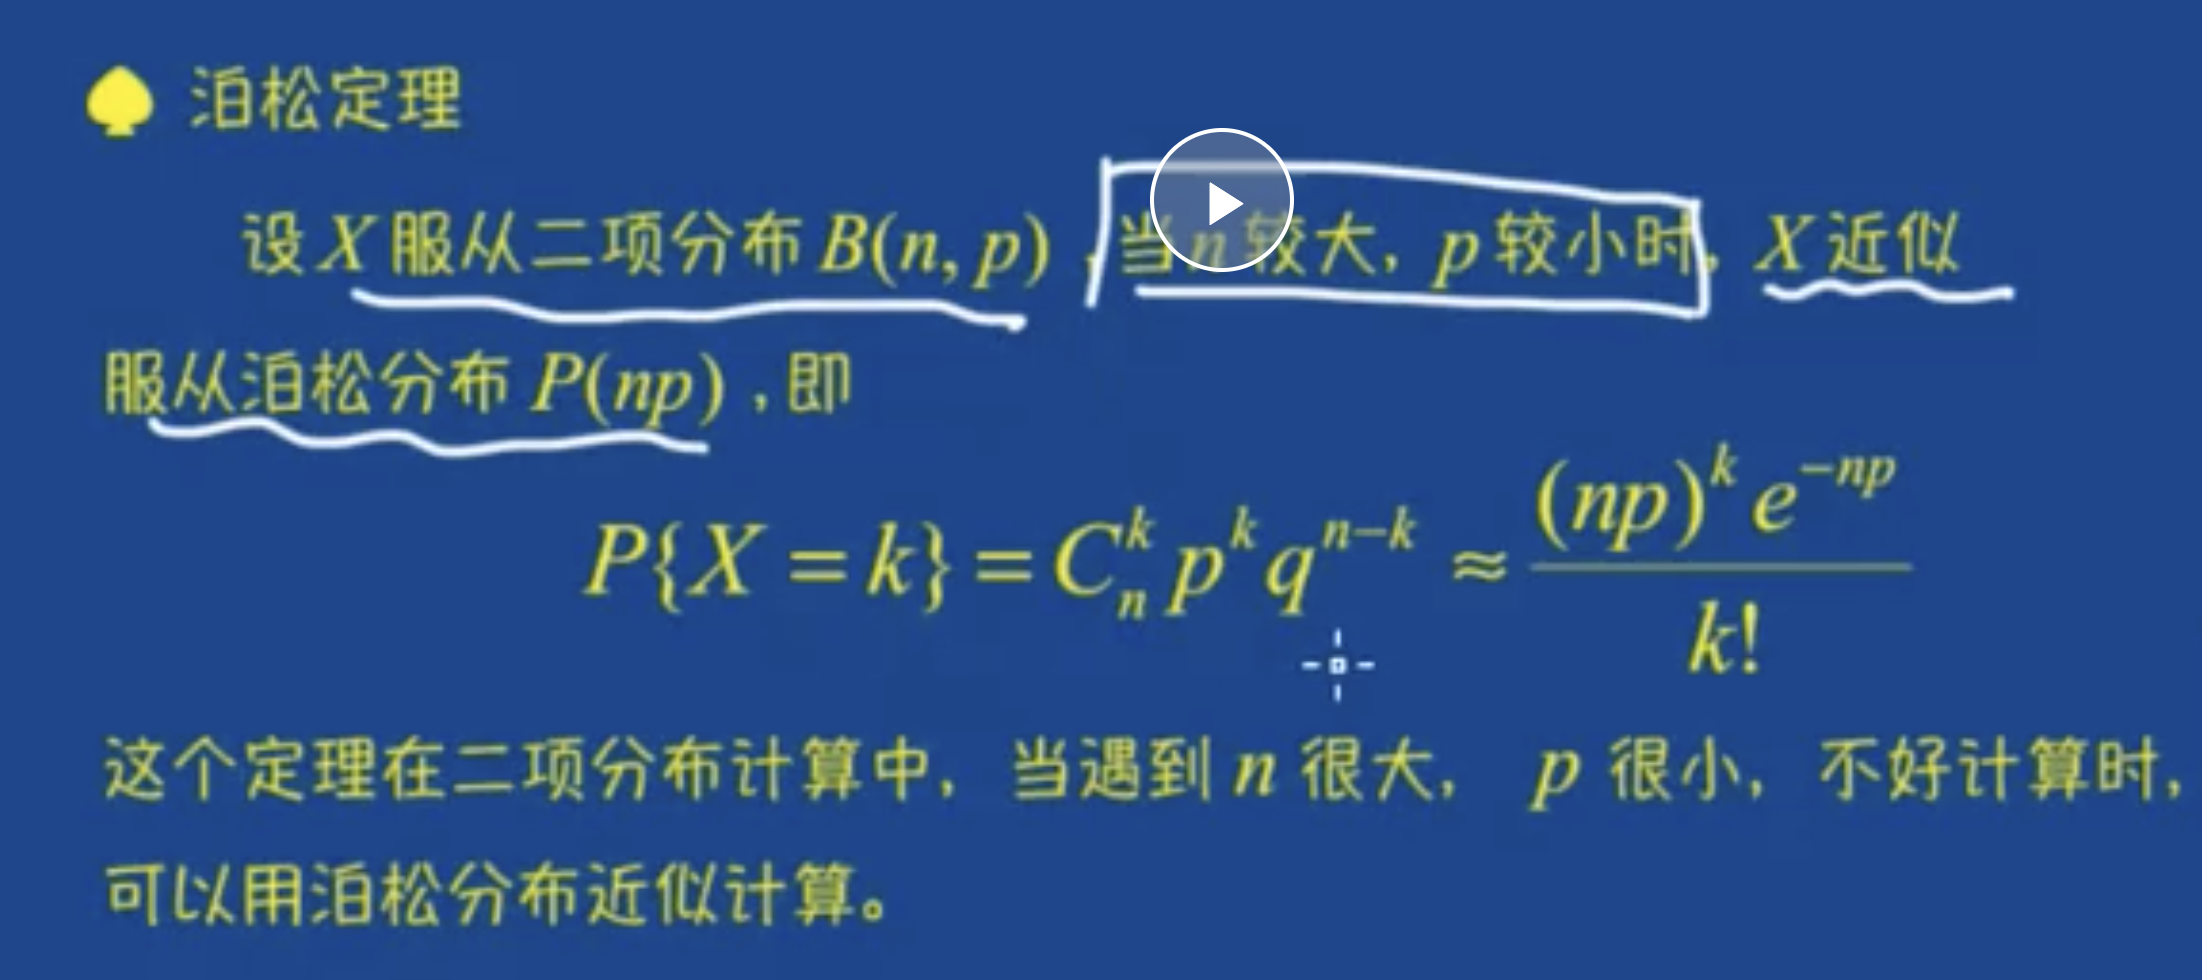 泊松定理
设 X 服从二项分布 B(n, p) ,当 n 较大, p 较小时, X 近似
服从泊松分布 P(np) ,即
P{X = k} = C_n^k p^k q^{n-k} ≈ \frac{(np)^k e^{-np}}{k!}
这个定理在二项分布计算中, 当遇到 n 很大, p 很小, 不好计算时,
可以用泊松分布近似计算。